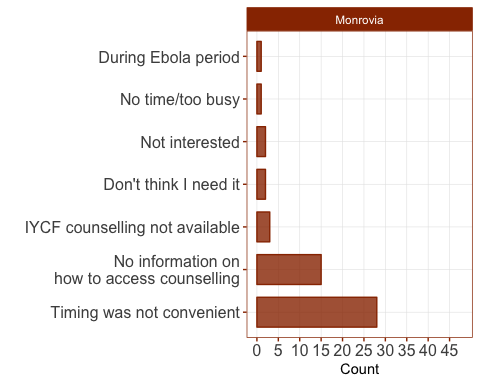 Monrovia
During Ebola period
No time/too busy
Not interested
Don't think I need it
IYCF counselling not available
No information on
how to access counselling
Timing was not convenient
0 5 10 15 20 25 30 35 40 45
Count